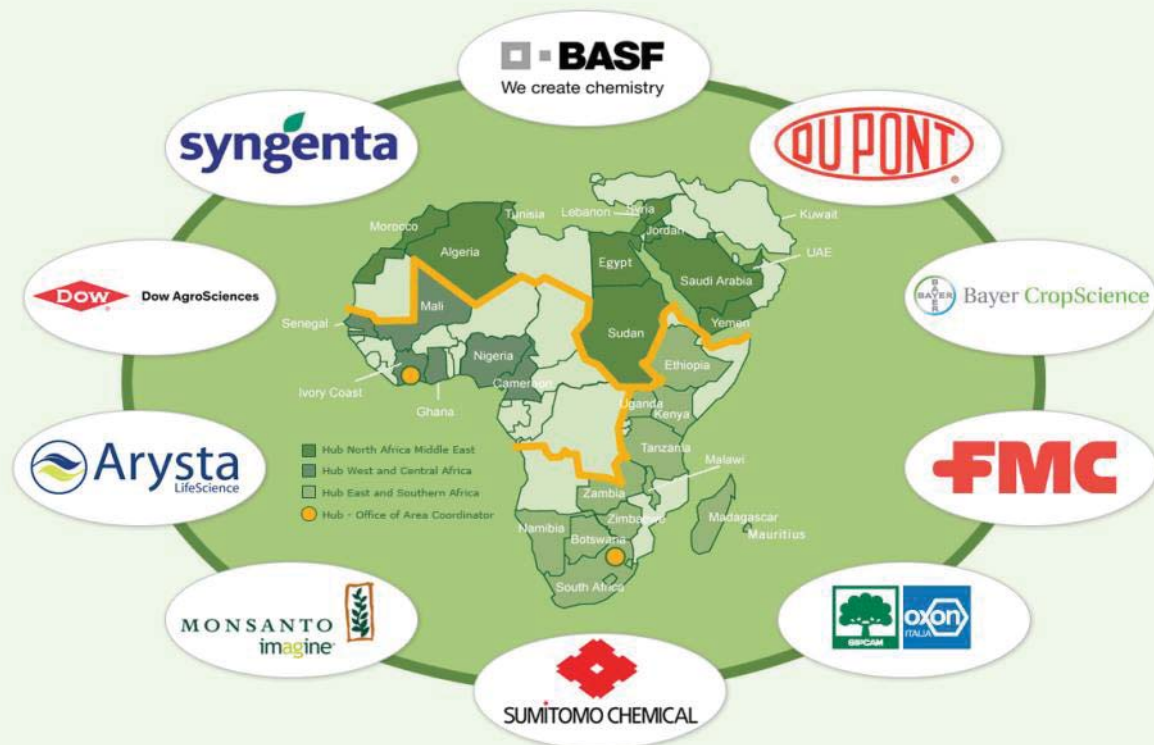 BASF
We create chemistry
syngenta
DUPONT
®
Dow
Dow AgroSciences
BAYER
BAYER
Bayer CropScience
Arysta
LifeScience
FMC
MONSANTO
imagine
SUMITOMO CHEMICAL
SIPCAM
oxon
ITALIA
Morocco
Tunisia
Lebanon
Syria
Kuwait
Jordan
Algeria
Egypt
UAE
Saudi Arabia
Mali
Senegal
Yemen
Sudan
Nigeria
Ethiopia
Ivory Coast
Cameroon
Ghana
Uganda
Kenya
Tanzania
Malawi
Hub North Africa Middle East
Hub West and Central Africa
Hub East and Southern Africa
Hub - Office of Area Coordinator
Zambia
Zimbabwe
Madagascar
Mauritius
Namibia
Botswana
South Africa